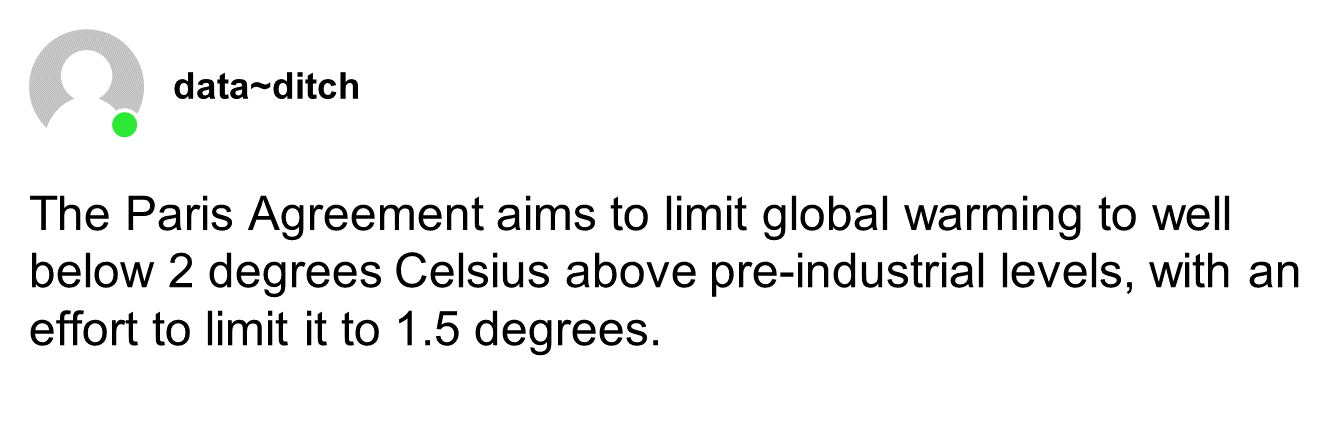 data~ditch
The Paris Agreement aims to limit global warming to well
below 2 degrees Celsius above pre-industrial levels, with an
effort to limit it to 1.5 degrees.